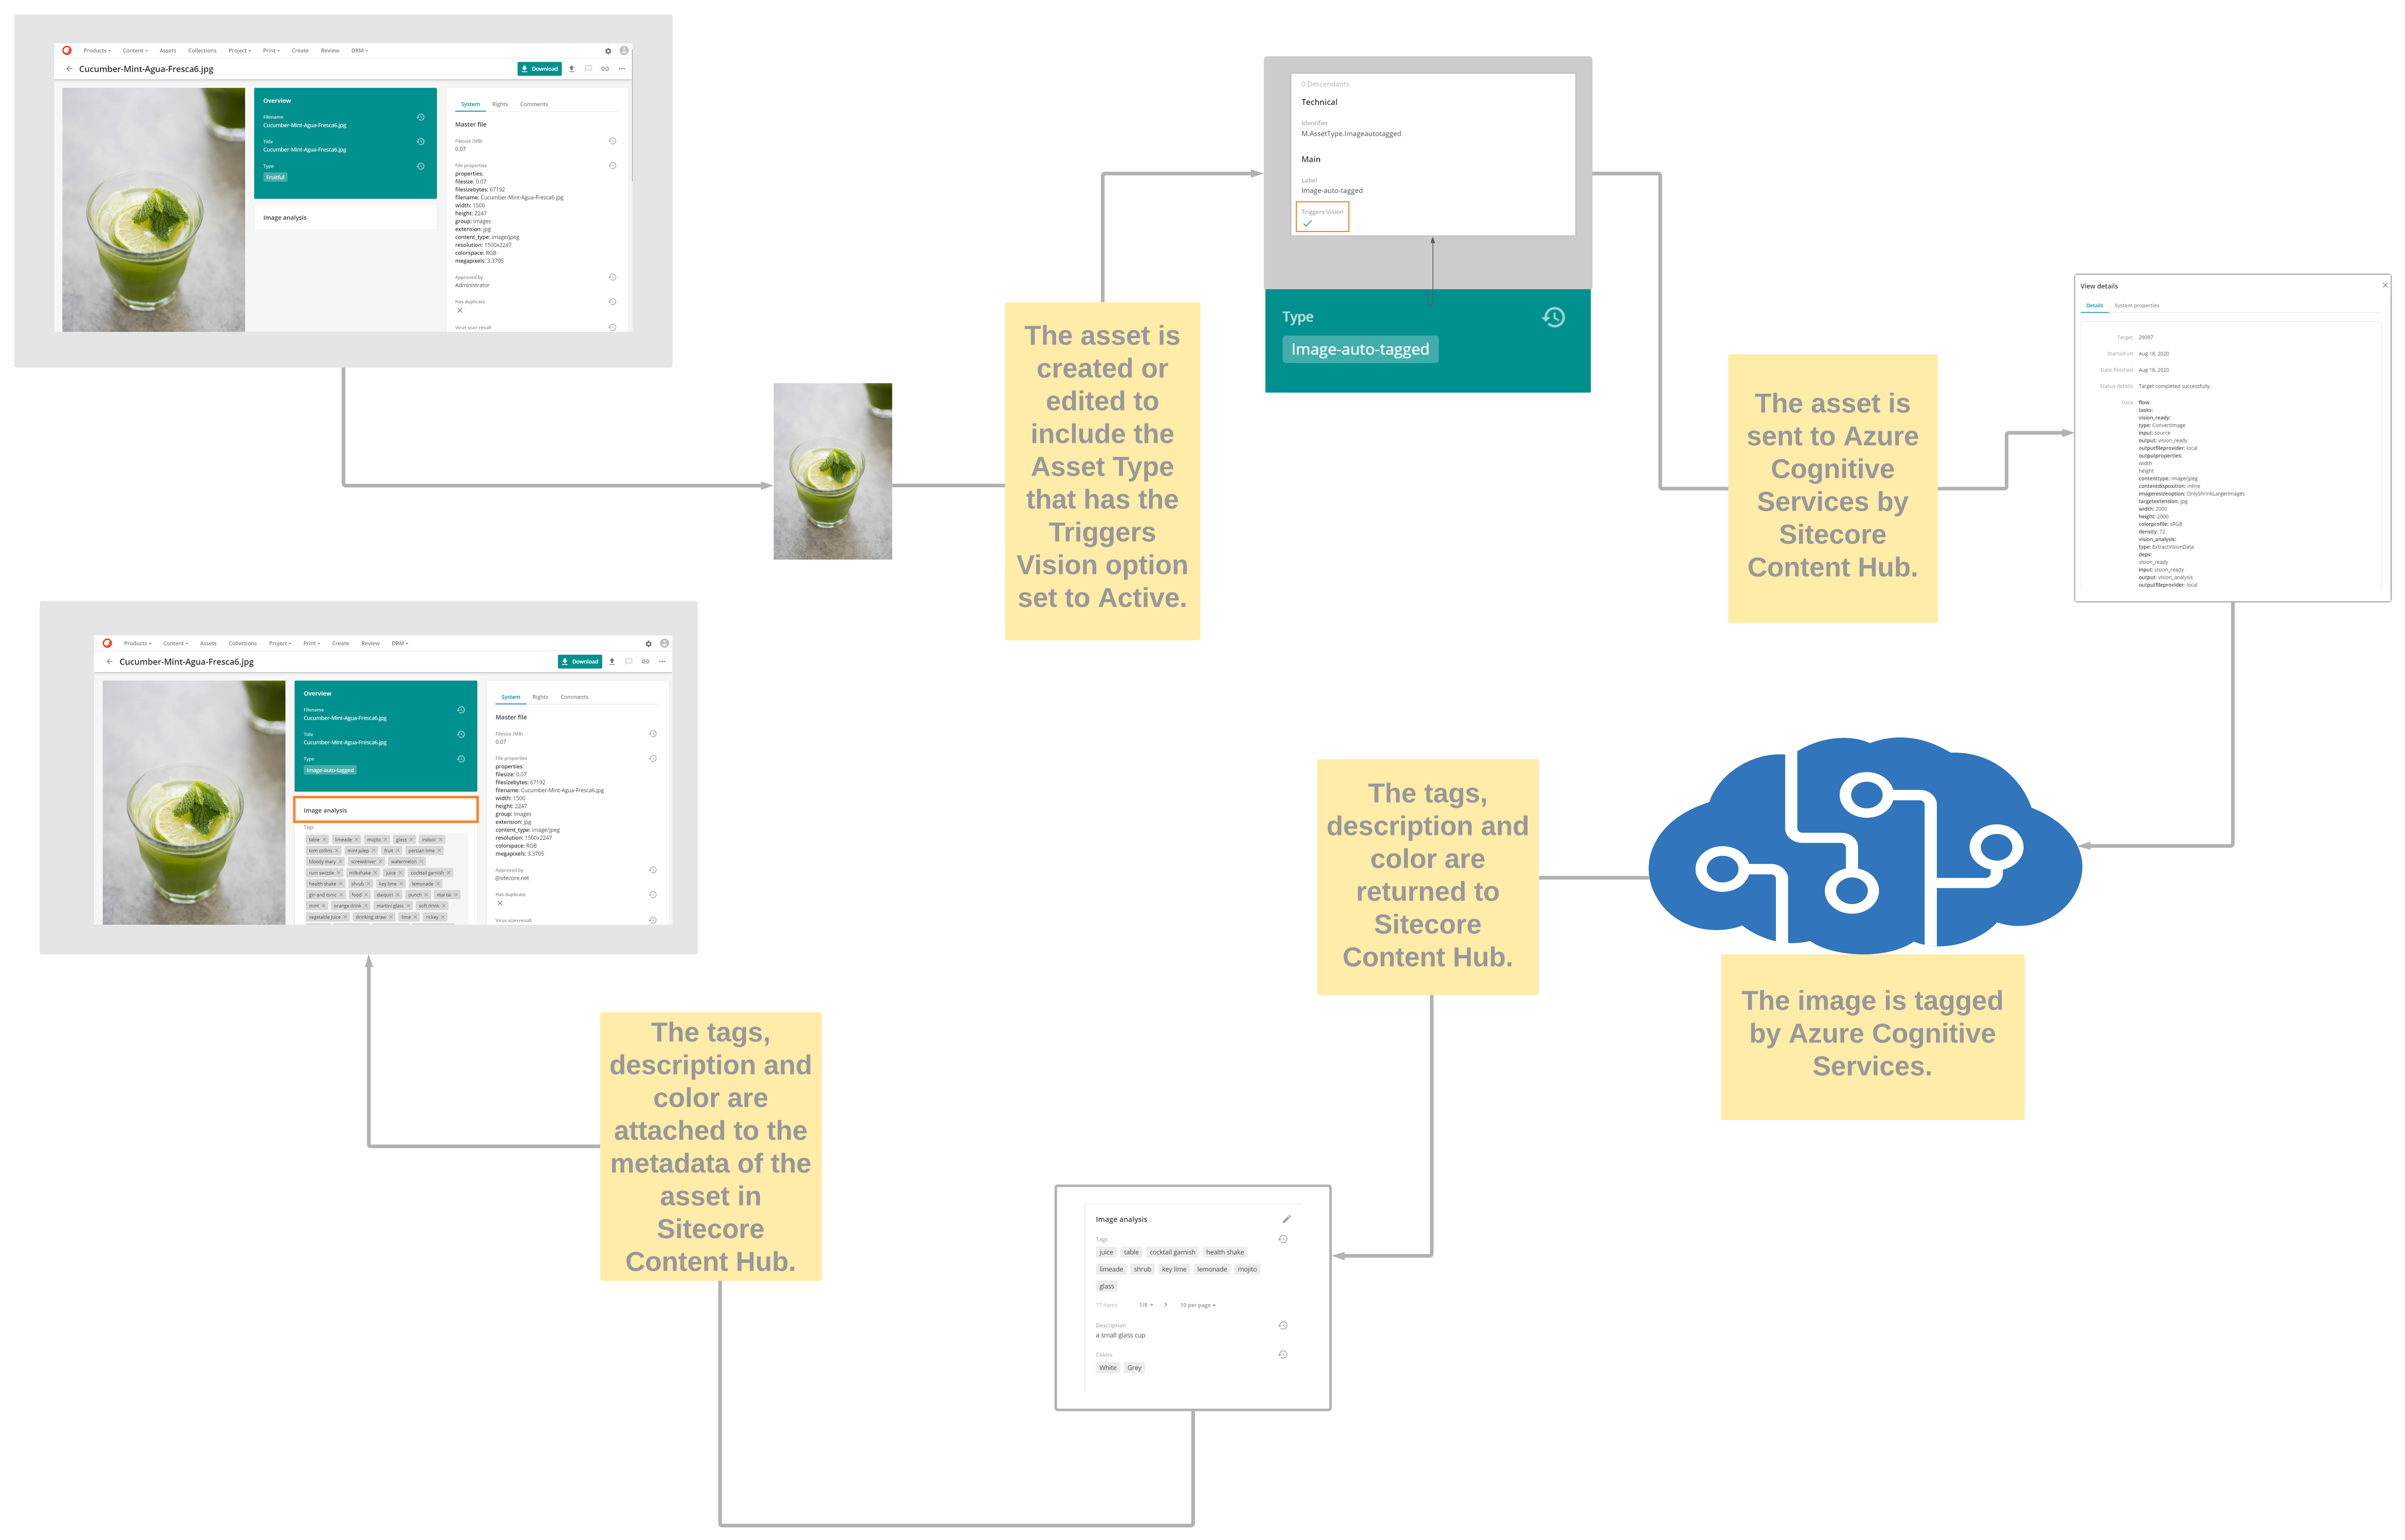 Products Content Assets Collections Project Print Create Review DRM
Cucumber-Mint-Agua-Fresca6.jpg
Download
Overview
Filename
Cucumber-Mint-Agua-Fresca6.jpg
Title
Cucumber-Mint-Agua-Fresca6.jpg
Type
Fruitful
Image analysis
System Rights Comments
Master file
Filesize (MB)
0.07
File properties
properties:
filesize: 0.07
filesizebytes: 67192
filename: Cucumber-Mint-Agua-Fresca6.jpg
width: 1500
height: 2247
group: Images
extension: jpg
content_type: image/jpeg
resolution: 1500x2247
colorspace: RGB
megapixels: 3.3705
Approved by
Administrator
Has duplicate
Virus scan result
The asset is
created or
edited to
include the
Asset Type
that has the
Triggers
Vision option
set to Active.
0 Descendants
Technical
Identifier
M.AssetType.Imageautotagged
Main
Label
Image-auto-tagged
Triggers Vision
Type
Image-auto-tagged
The asset is
sent to Azure
Cognitive
Services by
Sitecore
Content Hub.
View details
Details System properties
Target 29097
Started on Aug 18, 2020
Date finished Aug 18, 2020
Status details Target completed successfully.
Data flow:
tasks:
vision_ready:
type: ConvertImage
input: source
output: vision_ready
outputfileprovider: local
outputproperties:
width
height
contenttype: image/jpeg
contentdisposition: inline
imageresizeoption: OnlyShrinkLargerImages
targetextension: jpg
width: 2000
height: 2000
colorprofile: sRGB
density: 72
vision_analysis:
type: ExtractVisionData
deps:
vision_ready
input: vision_ready
output: vision_analysis
outputfileprovider: local
The image is tagged
by Azure Cognitive
Services.
The tags,
description and
color are
returned to
Sitecore
Content Hub.
Image analysis
Tags
juice table cocktail garnish health shake
limeade shrub key lime lemonade mojito
glass
77 items 1/8 10 per page
Description
a small glass cup
Colors
White Grey
The tags,
description and
color are
attached to the
metadata of the
asset in
Sitecore
Content Hub.
Products Content Assets Collections Project Print Create Review DRM
Cucumber-Mint-Agua-Fresca6.jpg
Download
Overview
Filename
Cucumber-Mint-Agua-Fresca6.jpg
Title
Cucumber-Mint-Agua-Fresca6.jpg
Type
Image-auto-tagged
Image analysis
Tags
table limeade mojito glass indoor
tom collins mint julep fruit persian lime
bloody mary screwdriver watermelon
rum swizzle milkshake juice cocktail garnish
health shake shrub key lime lemonade
gin and tonic food daiquiri punch mai tai
mint orange drink martini glass soft drink
vegetable juice drinking straw lime rickey
System Rights Comments
Master file
Filesize (MB)
0.07
File properties
properties:
filesize: 0.07
filesizebytes: 67192
filename: Cucumber-Mint-Agua-Fresca6.jpg
width: 1500
height: 2247
group: Images
extension: jpg
content_type: image/jpeg
resolution: 1500x2247
colorspace: RGB
megapixels: 3.3705
Approved by
@sitecore.net
Has duplicate
Virus scan result